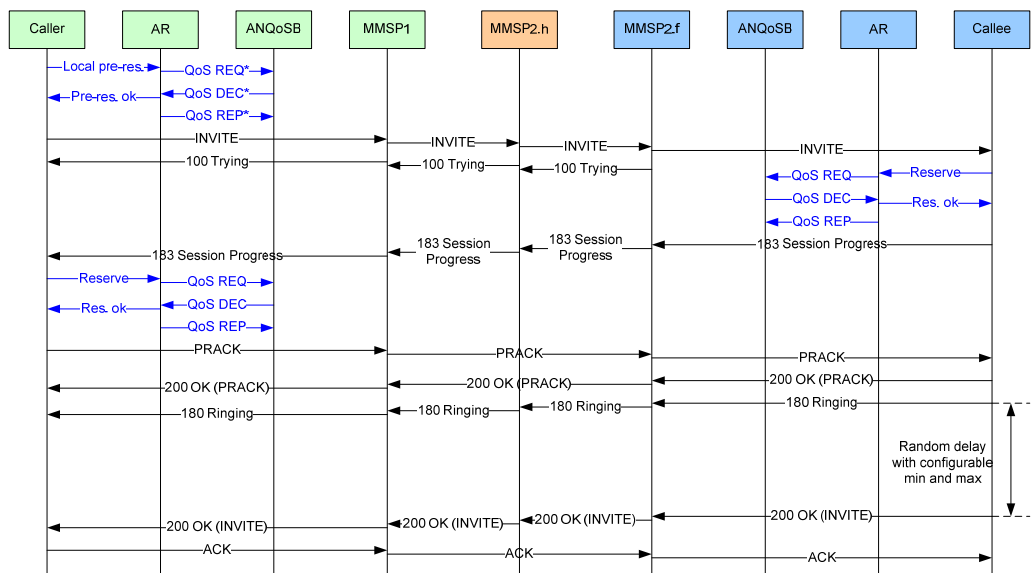 Caller
AR
ANQoSB
MMSP1
MMSP2.h
MMSP2.f
ANQoSB
AR
Callee
Local pre-res.
QoS REQ*
Pre-res. ok
QoS DEC*
QoS REP*
INVITE
INVITE
INVITE
INVITE
100 Trying
100 Trying
100 Trying
QoS REQ
Reserve
QoS DEC
Res. ok
QoS REP
183 Session Progress
183 Session
Progress
183 Session
Progress
183 Session Progress
Reserve
QoS REQ
Res. ok
QoS DEC
QoS REP
PRACK
PRACK
PRACK
200 OK (PRACK)
200 OK (PRACK)
200 OK (PRACK)
180 Ringing
180 Ringing
180 Ringing
180 Ringing
Random delay
with configurable
min and max
200 OK (INVITE)
200 OK (INVITE)
200 OK (INVITE)
200 OK (INVITE)
ACK
ACK
ACK